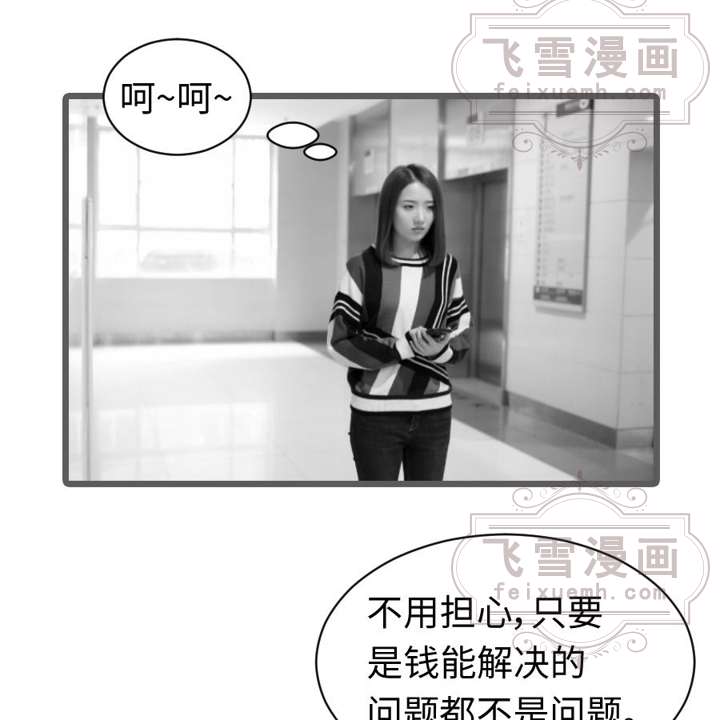 飞雪漫画
feixuemh.com
呵~呵~
飞雪漫画
feixuemh.com
不用担心，只要
是钱能解决的
问题都不是问题。